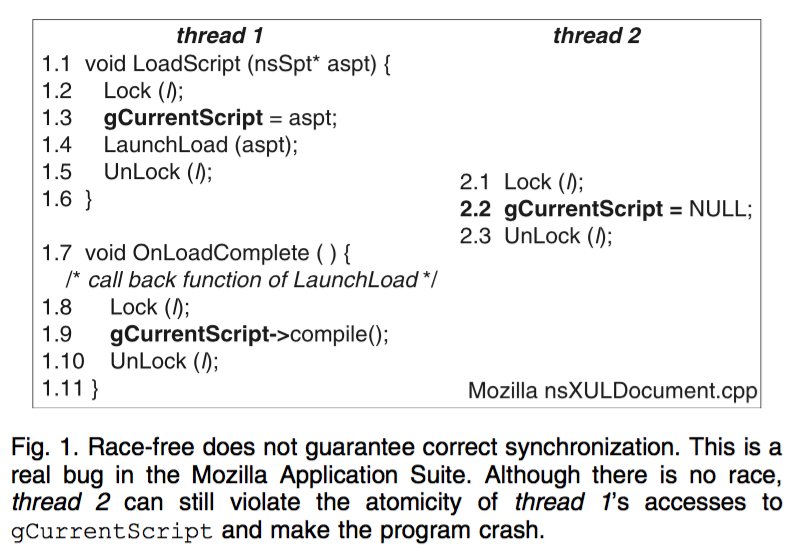 thread 1
thread 2
1.1 void LoadScript (nsSpt* aspt) {
1.2 Lock (l);
1.3 gCurrentScript = aspt;
1.4 LaunchLoad (aspt);
1.5 UnLock (l);
1.6 }
2.1 Lock (l);
2.2 gCurrentScript = NULL;
2.3 UnLock (l);
1.7 void OnLoadComplete ( ) {
/* call back function of LaunchLoad */
1.8 Lock (l);
1.9 gCurrentScript->compile();
1.10 UnLock (l);
1.11 }
Mozilla nsXULDocument.cpp
Fig. 1. Race-free does not guarantee correct synchronization. This is a
real bug in the Mozilla Application Suite. Although there is no race,
thread 2 can still violate the atomicity of thread 1's accesses to
gCurrentScript and make the program crash.